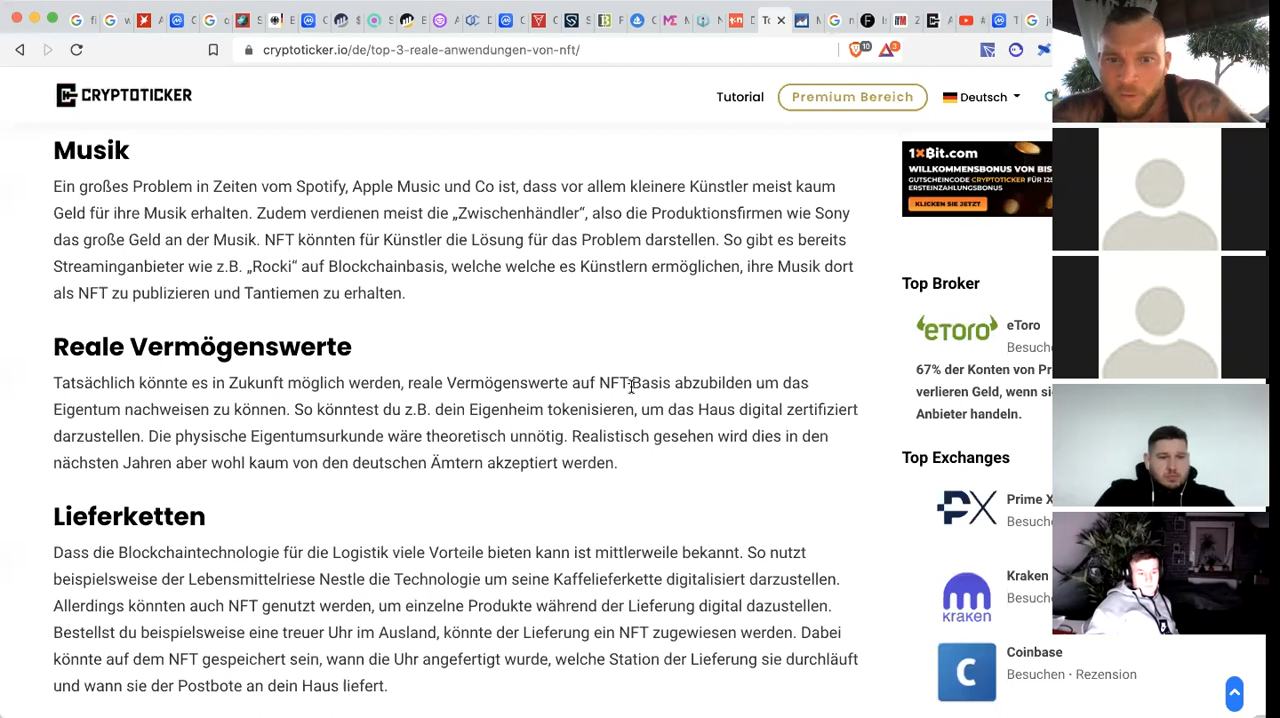 cryptoticker.io/de/top-3-reale-anwendungen-von-nft/
10
CRYPTOTICKER
Tutorial
Premium Bereich
Deutsch
Musik
Ein großes Problem in Zeiten vom Spotify, Apple Music und Co ist, dass vor allem kleinere Künstler meist kaum
Geld für ihre Musik erhalten. Zudem verdienen meist die „Zwischenhändler“, also die Produktionsfirmen wie Sony
das große Geld an der Musik. NFT könnten für Künstler die Lösung für das Problem darstellen. So gibt es bereits
Streaminganbieter wie z.B. „Rocki“ auf Blockchainbasis, welche welche es Künstlern ermöglichen, ihre Musik dort
als NFT zu publizieren und Tantiemen zu erhalten.
Reale Vermögenswerte
Tatsächlich könnte es in Zukunft möglich werden, reale Vermögenswerte auf NFT-Basis abzubilden um das
Eigentum nachweisen zu können. So könntest du z.B. dein Eigenheim tokenisieren, um das Haus digital zertifiziert
darzustellen. Die physische Eigentumsurkunde wäre theoretisch unnötig. Realistisch gesehen wird dies in den
nächsten Jahren aber wohl kaum von den deutschen Ämtern akzeptiert werden.
Lieferketten
Dass die Blockchaintechnologie für die Logistik viele Vorteile bieten kann ist mittlerweile bekannt. So nutzt
beispielsweise der Lebensmittelriese Nestle die Technologie um seine Kaffelieferkette digitalisiert darzustellen.
Allerdings könnten auch NFT genutzt werden, um einzelne Produkte während der Lieferung digital dazustellen.
Bestellst du beispielsweise eine treuer Uhr im Ausland, könnte der Lieferung ein NFT zugewiesen werden. Dabei
könnte auf dem NFT gespeichert sein, wann die Uhr angefertigt wurde, welche Station der Lieferung sie durchläuft
und wann sie der Postbote an dein Haus liefert.
1XBit.com
WILLKOMMENSBONUS VON BIS
GUTSCHEINCODE CRYPTOTICKER FÜR 125
ERSTEINZAHLUNGSBONUS
KLICKEN SIE JETZT
Top Broker
eToro
eToro
Besuche
67% der Konten von Pr
verlieren Geld, wenn si
Anbieter handeln.
Top Exchanges
Prime X
Besuch
Kraken
Besuch
KRAKEN
Coinbase
Besuchen · Rezension